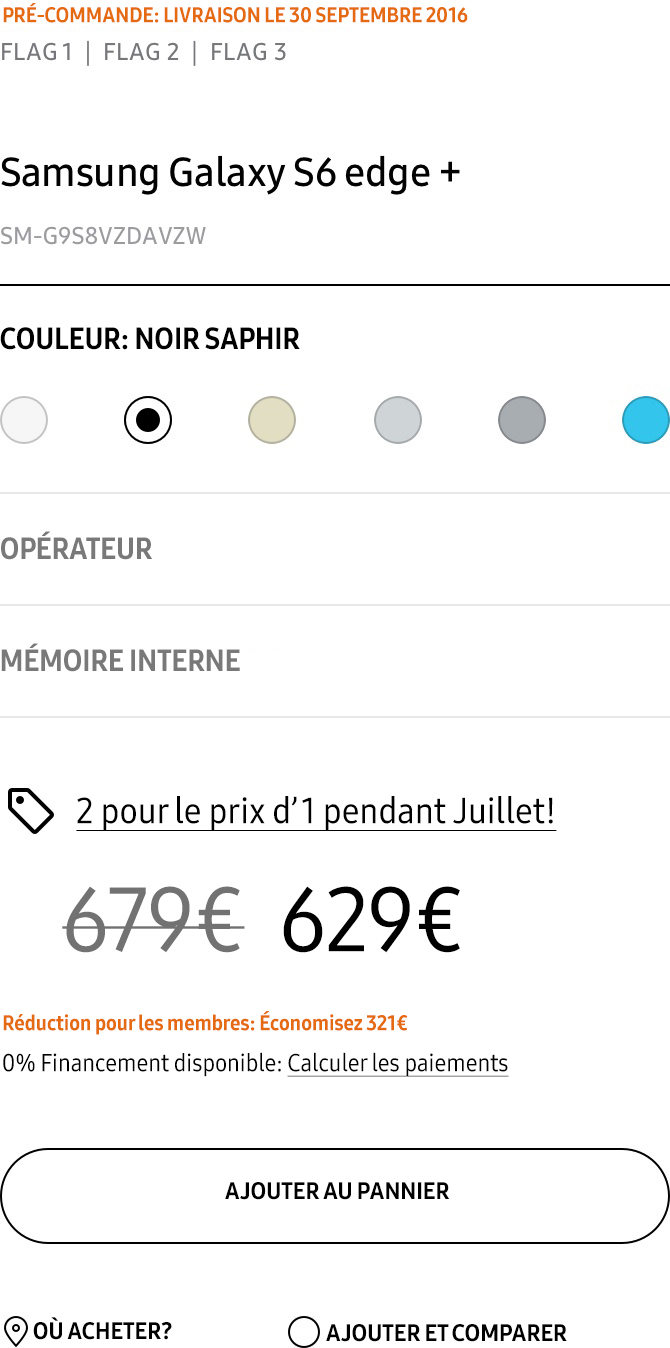 PRÉ-COMMANDE: LIVRAISON LE 30 SEPTEMBRE 2016
FLAG 1 | FLAG 2 | FLAG 3
Samsung Galaxy S6 edge +
SM-G9S8VZDAVZW
COULEUR: NOIR SAPHIR
OPÉRATEUR
MÉMOIRE INTERNE
2 pour le prix d’1 pendant Juillet!
679€ 629€
Réduction pour les membres: Économisez 321€
0% Financement disponible: Calculer les paiements
AJOUTER AU PANNIER
OÙ ACHETER? AJOUTER ET COMPARER